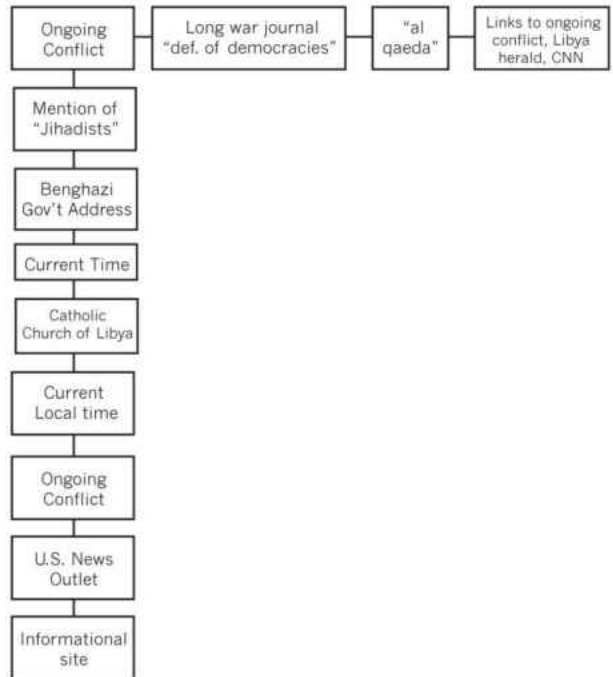 Ongoing
Conflict
Long war journal
“def. of democracies”
“al
qaeda”
Links to ongoing
conflict, Libya
herald, CNN
Mention of
“Jihadists”
Benghazi
Gov’t Address
Current Time
Catholic
Church of Libya
Current
Local time
Ongoing
Conflict
U.S. News
Outlet
Informational
site